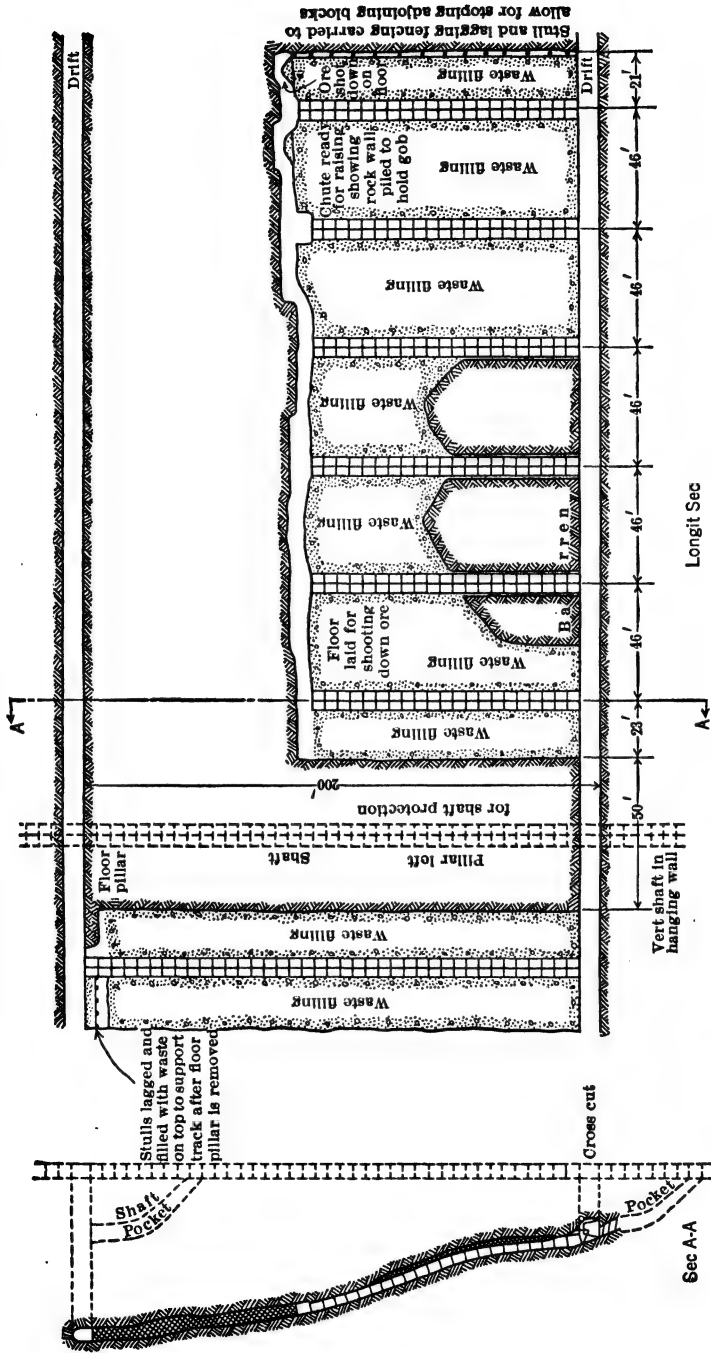 Drift
Stull and lagging fencing carried to
allow for stoping adjoining blocks
A
Floor
pillar
Ore
shot
down
on
floor
Chute ready
for raising
showing
rock wall
piled to
hold gob
Waste filling
Waste filling
Waste filling
Waste filling
Waste filling
Floor
laid for
shooting
down ore
Waste filling
Waste filling
Waste filling
Waste filling
200'
for shaft protection
Shaft
Pillar left
Barren
Drift
50'
23'
46'
46'
46'
46'
46'
21'
A
Vert shaft in
hanging wall
Longit Sec
Stulls lagged and
filled with waste
on top to support
track after floor
pillar is removed
Shaft
Pocket
Cross cut
Pocket
Sec A-A